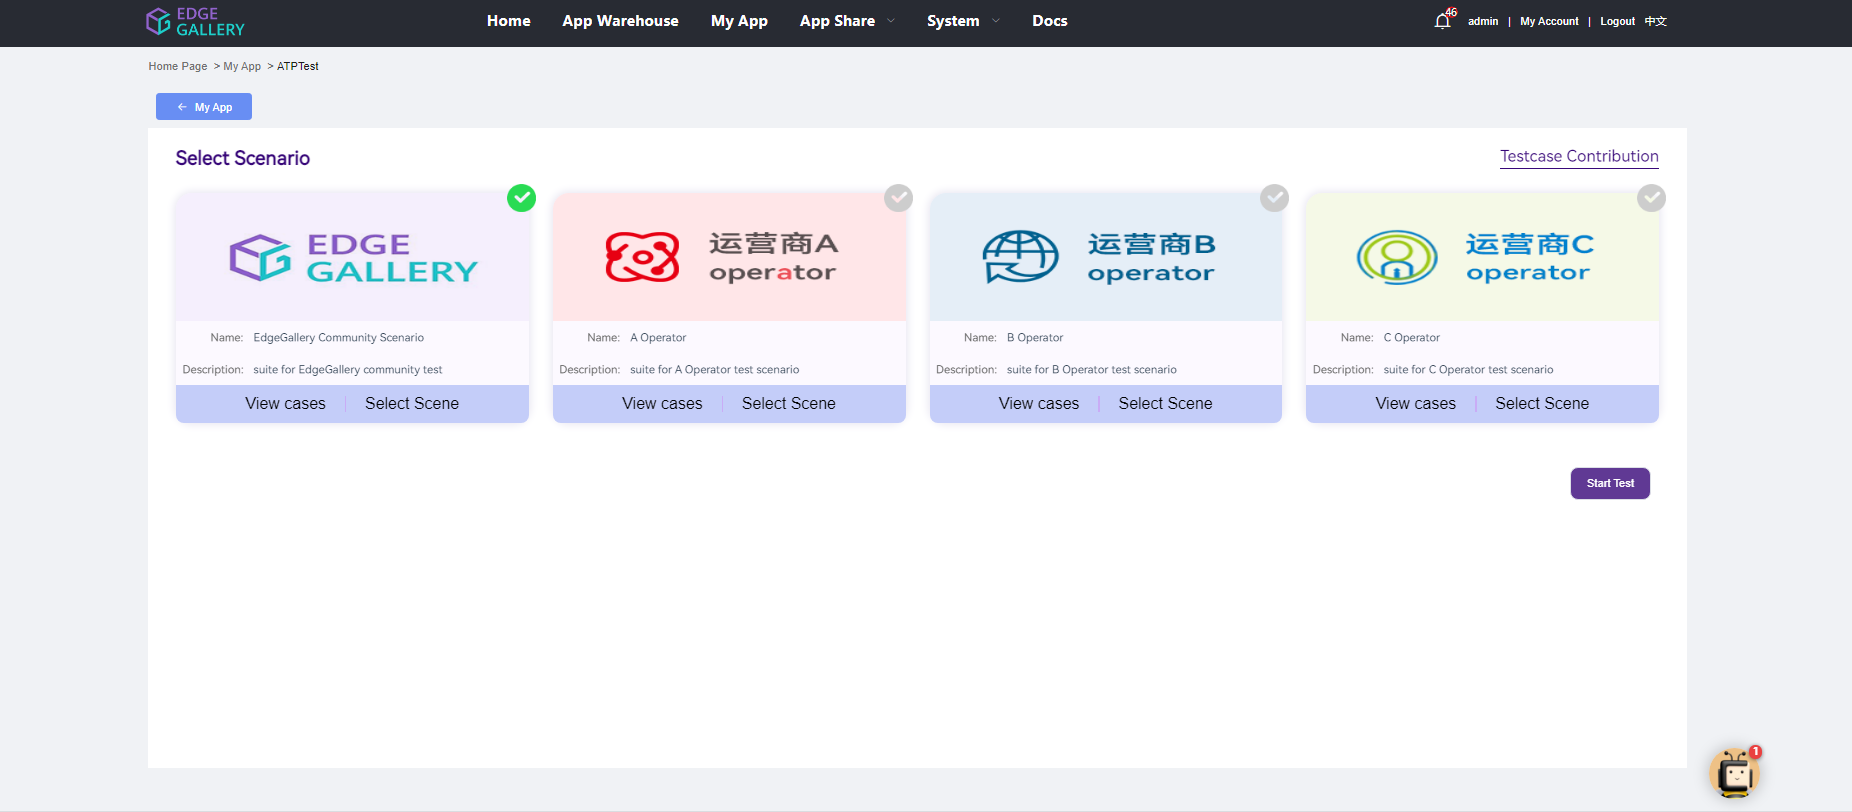 EDGE GALLERY
Home App Warehouse My App App Share System Docs
46 admin | My Account | Logout 中文
Home Page > My App > ATPTest
← My App
Select Scenario
Testcase Contribution
EDGE
GALLERY
Name: EdgeGallery Community Scenario
Description: suite for EdgeGallery community test
View cases | Select Scene
运营商A
operator
Name: A Operator
Description: suite for A Operator test scenario
View cases | Select Scene
运营商B
operator
Name: B Operator
Description: suite for B Operator test scenario
View cases | Select Scene
运营商C
operator
Name: C Operator
Description: suite for C Operator test scenario
View cases | Select Scene
Start Test
1